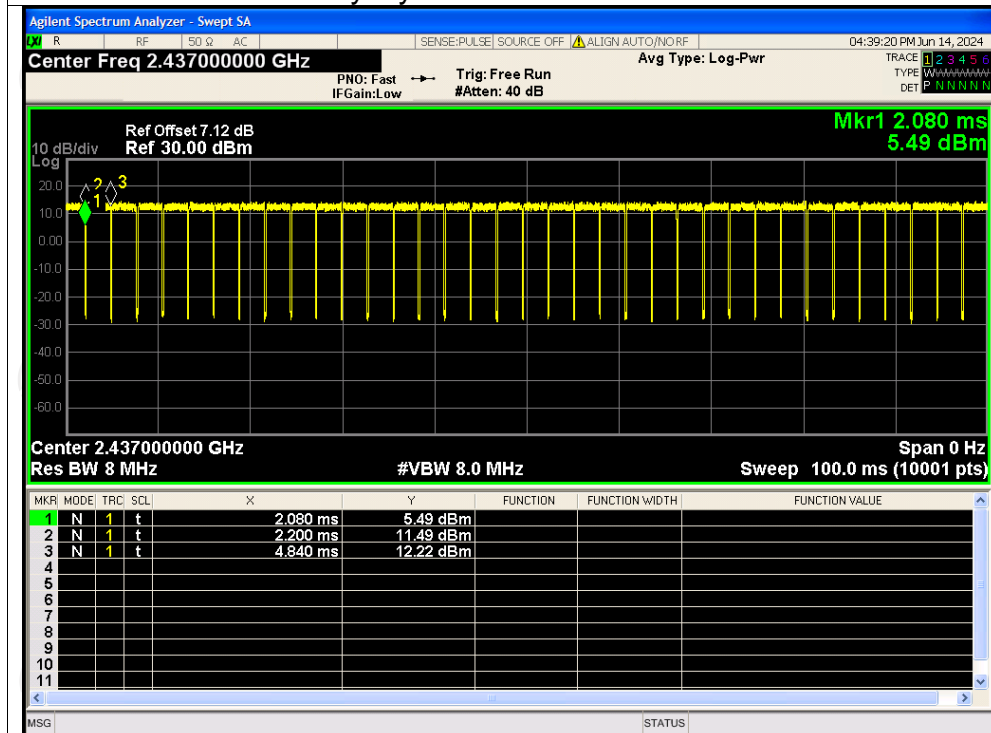 Agilent Spectrum Analyzer - Swept SA
LXI R RF 50 Ω AC SENSE:PULSE SOURCE OFF ALIGN AUTO/NO RF 04:39:20 PM Jun 14, 2024
Center Freq 2.437000000 GHz
Avg Type: Log-Pwr
TRACE 1 2 3 4 5 6
PNO: Fast Trig: Free Run
TYPE
IFGain:Low #Atten: 40 dB
DET P N N N N N
Mkr1 2.080 ms
5.49 dBm
Ref Offset 7.12 dB
10 dB/div Ref 30.00 dBm
Log
20.0
2 3
1
10.0
0.00
-10.0
-20.0
-30.0
-40.0
-50.0
-60.0
Center 2.437000000 GHz Span 0 Hz
Res BW 8 MHz #VBW 8.0 MHz Sweep 100.0 ms (10001 pts)
MKR MODE TRC SCL X Y FUNCTION FUNCTION WIDTH FUNCTION VALUE
1 N 1 t 2.080 ms 5.49 dBm
2 N 1 t 2.200 ms 11.49 dBm
3 N 1 t 4.840 ms 12.22 dBm
4
5
6
7
8
9
10
11
MSG STATUS